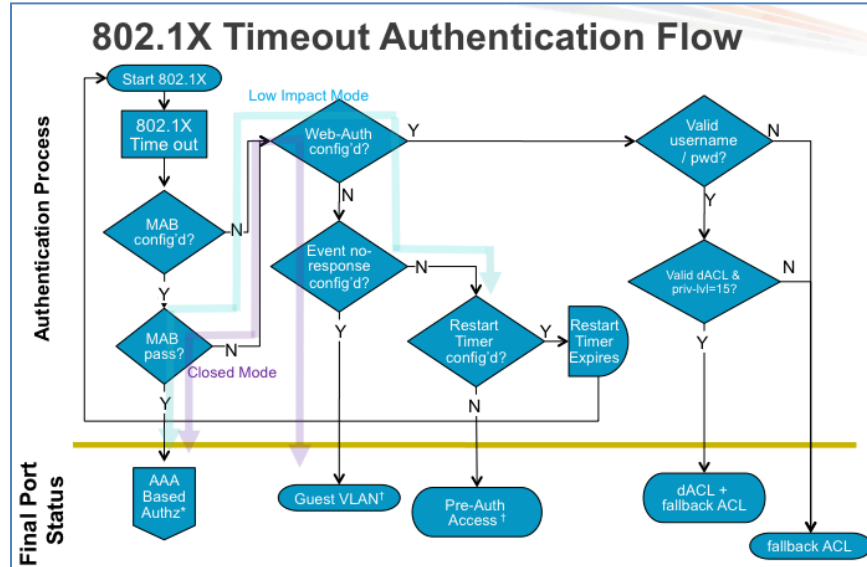 802.1X Timeout Authentication Flow
Authentication Process
Final Port
Status
Start 802.1X
802.1X
Time out
MAB
config'd?
N
Y
MAB
pass?
N
Y
Low Impact Mode
Closed Mode
Web-Auth
config'd?
Y
N
Event no-
response
config'd?
N
Y
Restart
Timer
config'd?
Y
N
Restart
Timer
Expires
Valid
username
/ pwd?
N
Y
Valid dACL &
priv-lvl=15?
N
Y
AAA
Based
Authz*
Guest VLAN†
Pre-Auth
Access †
dACL +
fallback ACL
fallback ACL